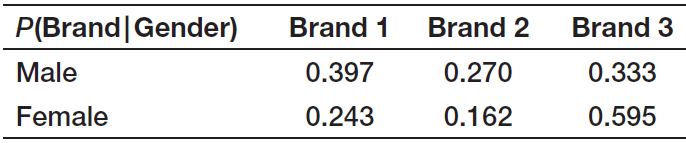 P(Brand|Gender) Brand 1 Brand 2 Brand 3
Male 0.397 0.270 0.333
Female 0.243 0.162 0.595